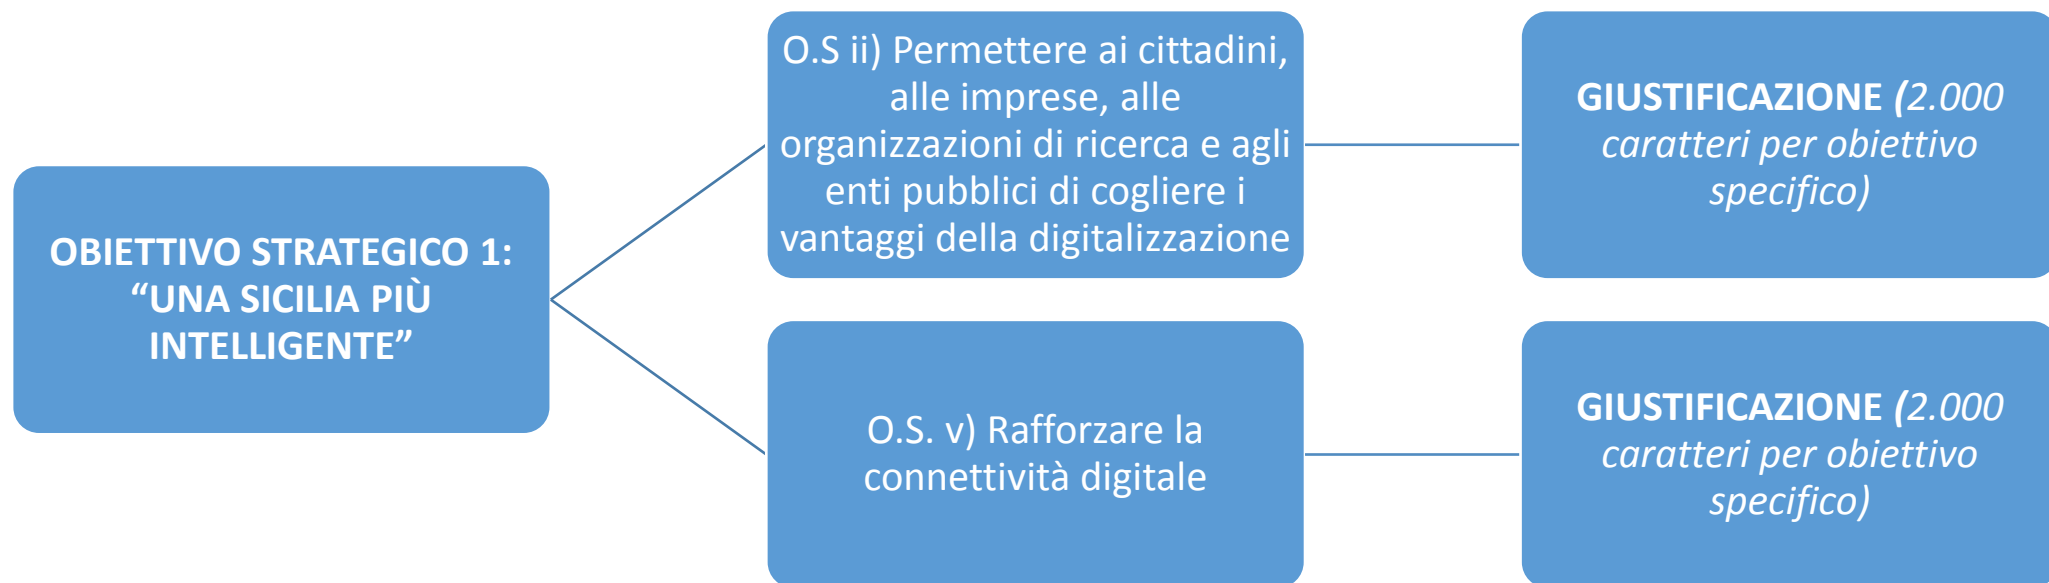 OBIETTIVO STRATEGICO 1:
“UNA SICILIA PIÙ
INTELLIGENTE”
O.S ii) Permettere ai cittadini,
alle imprese, alle
organizzazioni di ricerca e agli
enti pubblici di cogliere i
vantaggi della digitalizzazione
GIUSTIFICAZIONE (2.000
caratteri per obiettivo
specifico)
O.S. v) Rafforzare la
connettività digitale
GIUSTIFICAZIONE (2.000
caratteri per obiettivo
specifico)